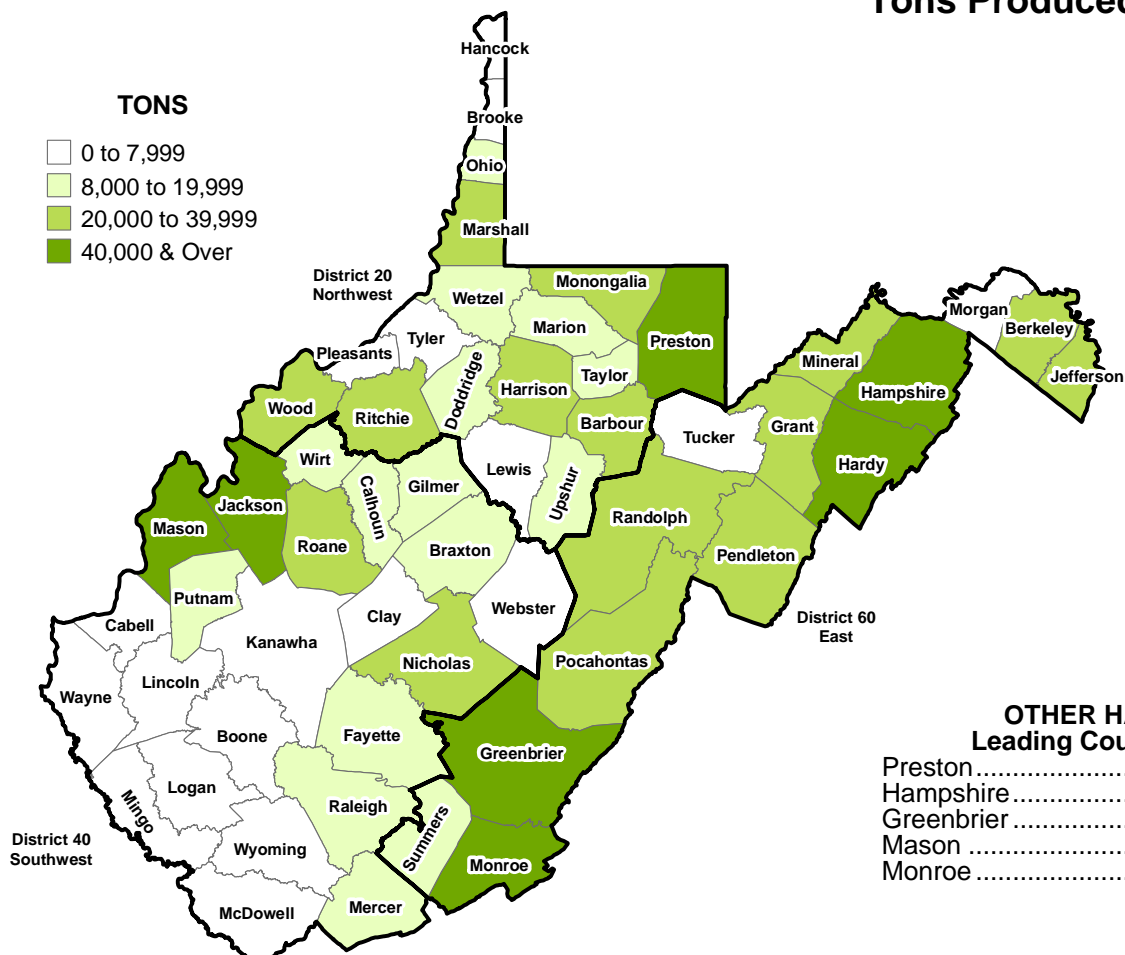 Tons Produced
Hancock
TONS
0 to 7,999
8,000 to 19,999
20,000 to 39,999
40,000 & Over
Brooke
Ohio
Marshall
District 20
Northwest
Wetzel
Monongalia
Marion
Preston
Tyler
Pleasants
Doddridge
Harrison
Taylor
Wood
Ritchie
Barbour
Morgan
Berkeley
Jefferson
Mineral
Hampshire
Grant
Hardy
Tucker
Wirt
Calhoun
Gilmer
Lewis
Upshur
Jackson
Mason
Roane
Braxton
Randolph
Pendleton
Putnam
Cabell
Kanawha
Clay
Webster
District 60
East
Nicholas
Pocahontas
Lincoln
Wayne
Boone
Fayette
Greenbrier
Logan
Mingo
Raleigh
Summers
District 40
Southwest
Wyoming
Monroe
McDowell
Mercer
OTHER HA
Leading Cou
Preston
Hampshire
Greenbrier
Mason
Monroe